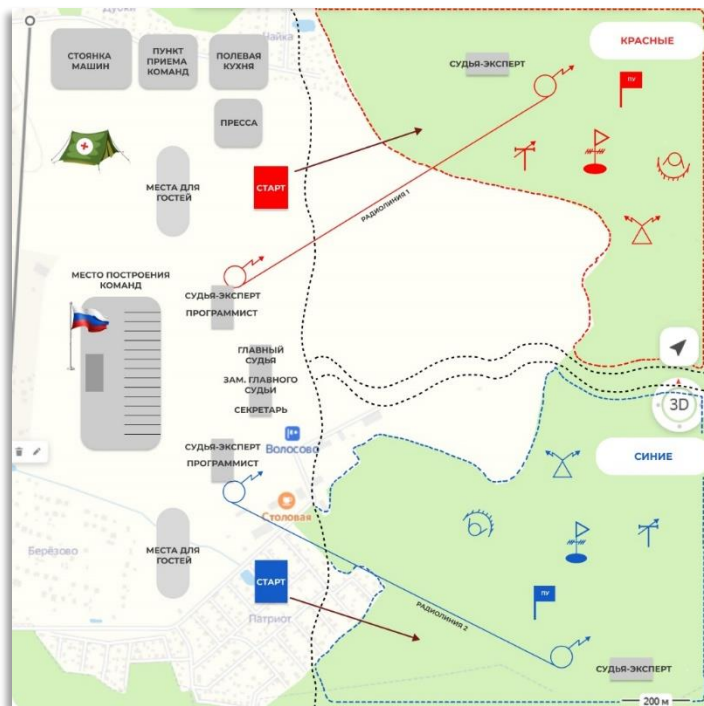 Дубки
Чайка
СТОЯНКА
МАШИН
ПУНКТ
ПРИЕМА
КОМАНД
ПОЛЕВАЯ
КУХНЯ
КРАСНЫЕ
СУДЬЯ-ЭКСПЕРТ
ПУ
ПРЕССА
МЕСТА ДЛЯ
ГОСТЕЙ
СТАРТ
РАДИОЛИНИЯ 1
МЕСТО ПОСТРОЕНИЯ
КОМАНД
СУДЬЯ-ЭКСПЕРТ
ПРОГРАММИСТ
ГЛАВНЫЙ
СУДЬЯ
ЗАМ. ГЛАВНОГО
СУДЬИ
СЕКРЕТАРЬ
3D
СУДЬЯ-ЭКСПЕРТ
ПРОГРАММИСТ
Волосово
СИНИЕ
Столовая
Берёзово
МЕСТА ДЛЯ
ГОСТЕЙ
СТАРТ
Патриот
ПУ
РАДИОЛИНИЯ 2
СУДЬЯ-ЭКСПЕРТ
200 м